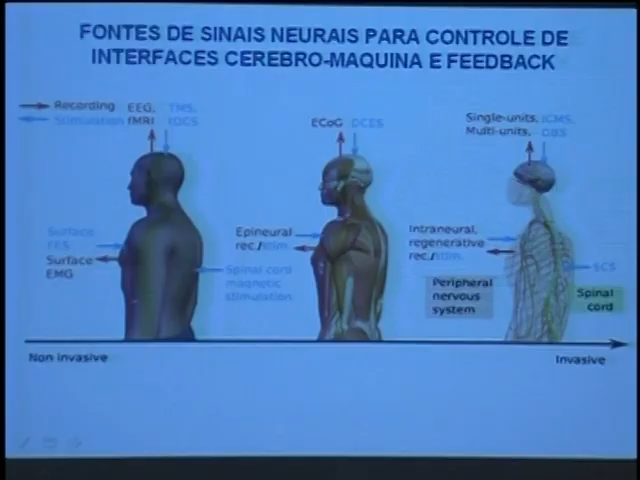 FONTES DE SINAIS NEURAIS PARA CONTROLE DE
INTERFACES CEREBRO-MAQUINA E FEEDBACK
Recording EEG, TMS,
Stimulation fMRI tDCS
ECoG DCES
Single-units, ICMS,
Multi-units, DBS
Surface
FES
Surface
EMG
Spinal cord
magnetic
stimulation
Epineural
rec./stim.
Intraneural,
regenerative
rec./stim.
SCS
Peripheral
nervous
system
Spinal
cord
Non invasive
Invasive